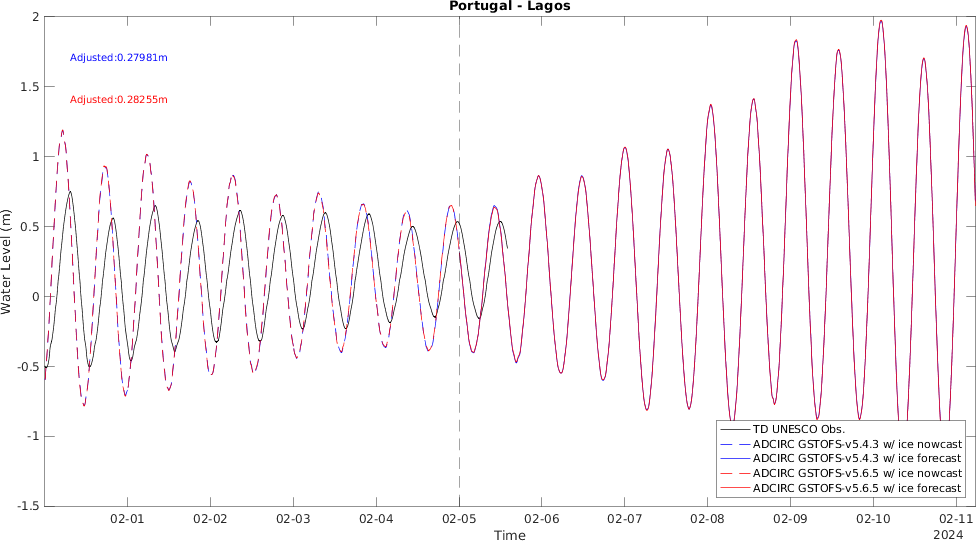 Portugal - Lagos
Adjusted:0.27981m
Adjusted:0.28255m
Water Level (m)
2
1.5
1
0.5
0
-0.5
-1
-1.5
TD UNESCO Obs.
ADCIRC GSTOFS-v5.4.3 w/ ice nowcast
ADCIRC GSTOFS-v5.4.3 w/ ice forecast
ADCIRC GSTOFS-v5.6.5 w/ ice nowcast
ADCIRC GSTOFS-v5.6.5 w/ ice forecast
02-01 02-02 02-03 02-04 02-05 02-06 02-07 02-08 02-09 02-10 02-11
Time
2024